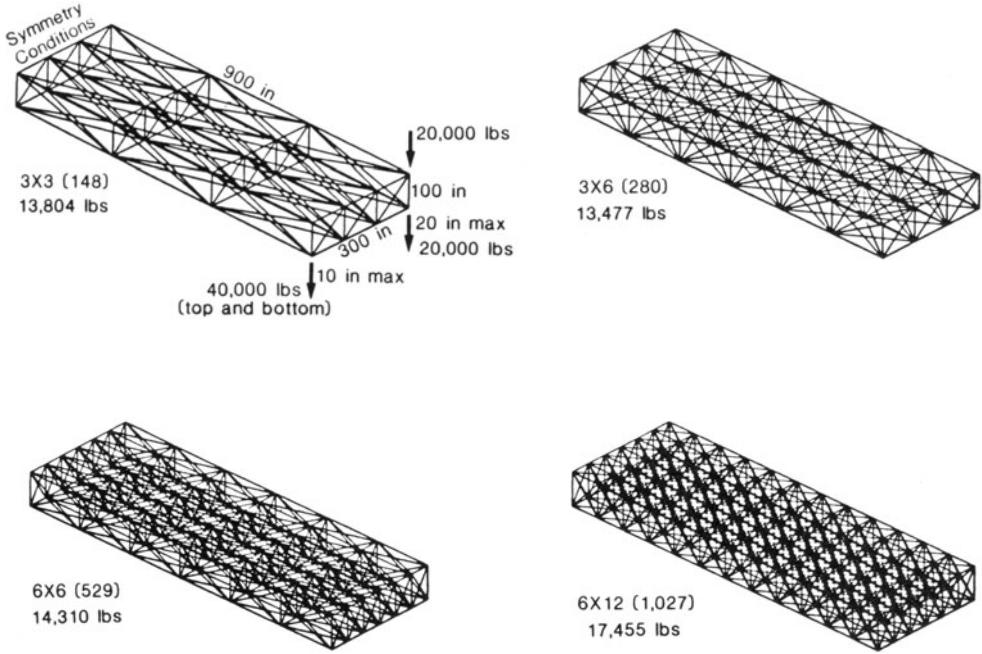 Symmetry
Conditions
900 in
20,000 lbs
100 in
20 in max
20,000 lbs
300 in
10 in max
40,000 lbs
(top and bottom)
3X3 (148)
13,804 lbs
3X6 (280)
13,477 lbs
6X6 (529)
14,310 lbs
6X12 (1,027)
17,455 lbs